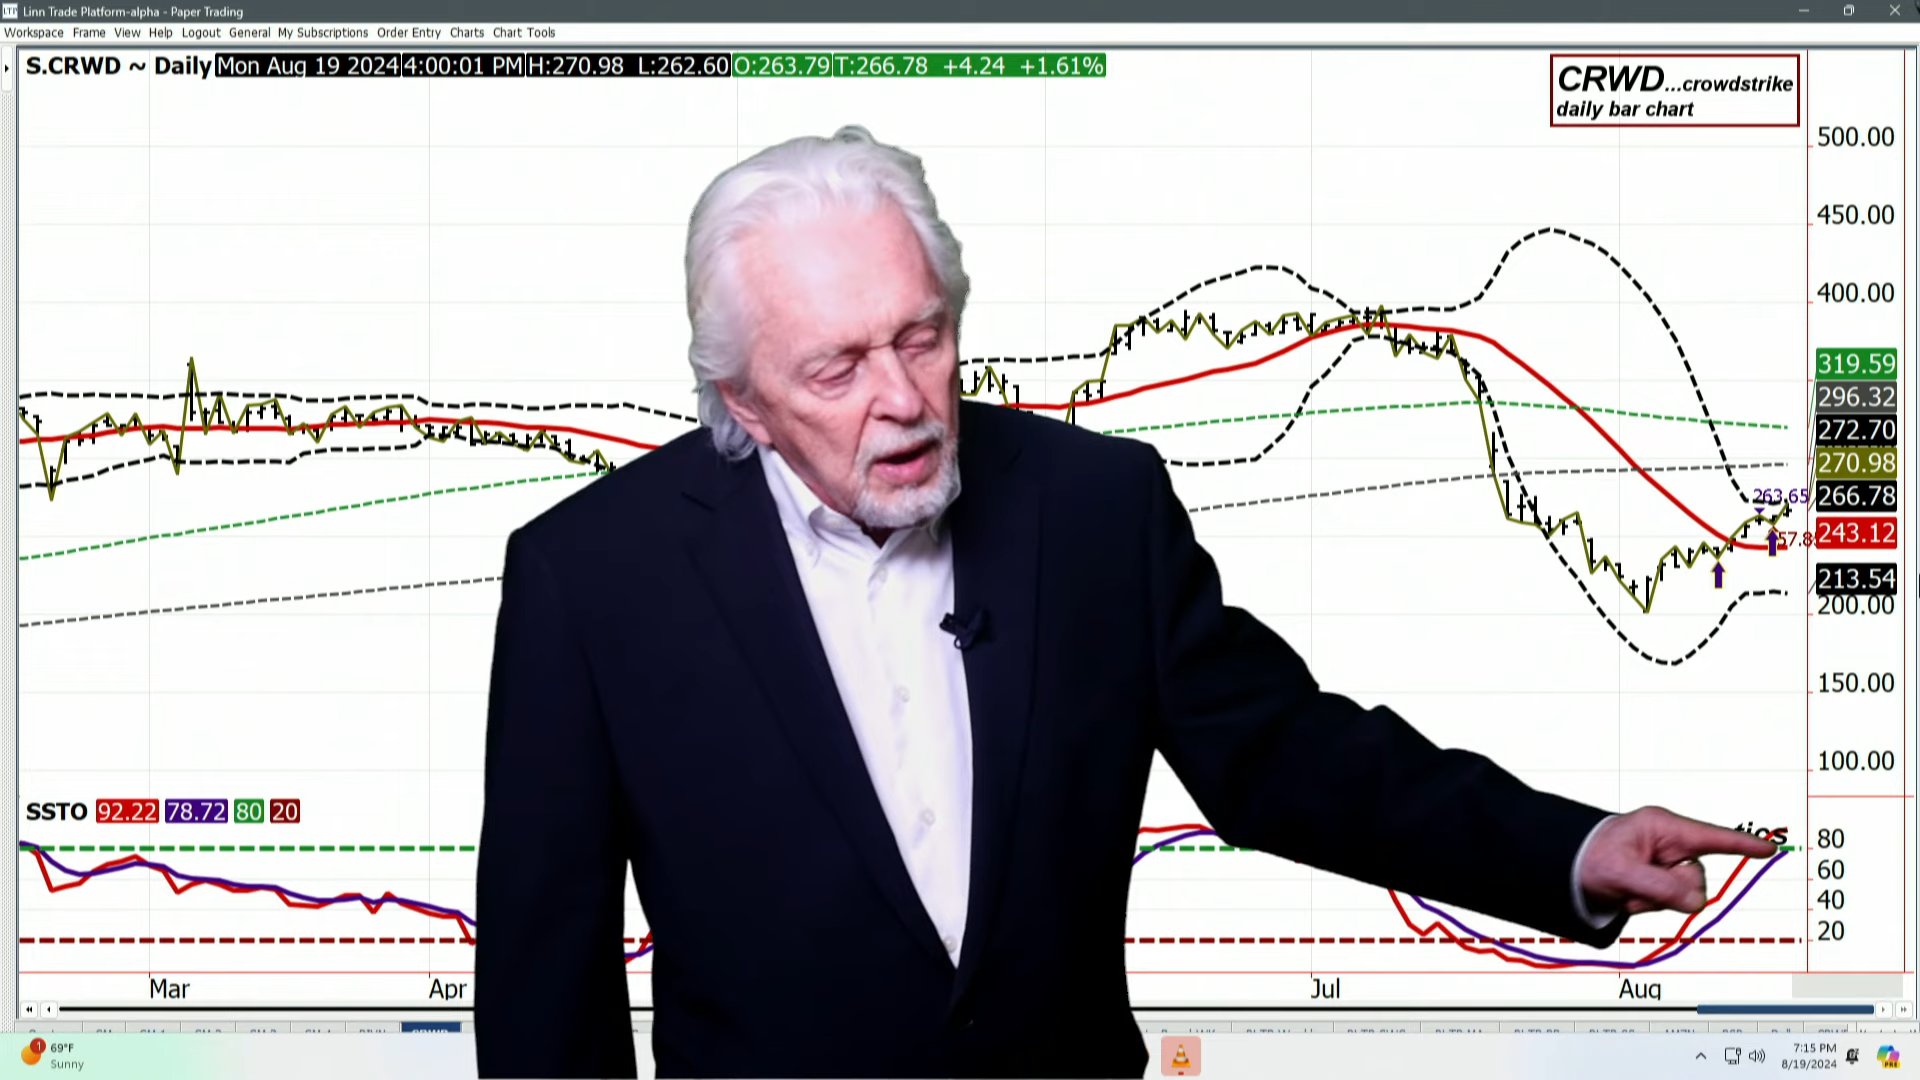 Linn Trade Platform-alpha - Paper Trading
Workspace Frame View Help Logout General My Subscriptions Order Entry Charts Chart Tools
S.CRWD ~ Daily Mon Aug 19 2024 4:00:01 PM H:270.98 L:262.60 O:263.79 T:266.78 +4.24 +1.61%
CRWD...crowdstrike
daily bar chart
500.00
450.00
400.00
319.59
296.32
272.70
270.98
263.65
266.78
243.12
213.54
200.00
150.00
100.00
SSTO 92.22 78.72 80 20
80
60
40
20
Mar Apr Jul Aug
1
69°F
Sunny
7:15 PM
8/19/2024
PRE